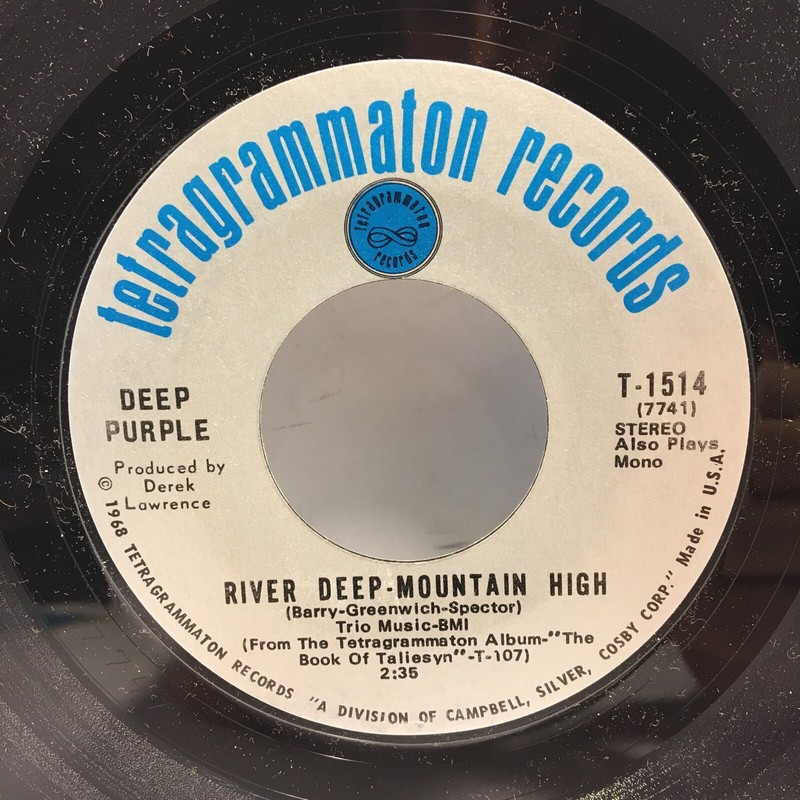 tetragrammaton records
tetragrammaton
records
DEEP
PURPLE
Produced by
Derek
Lawrence
T-1514
(7741)
STEREO
Also Plays
Mono
RIVER DEEP-MOUNTAIN HIGH
(Barry-Greenwich-Spector)
Trio Music-BMI
(From The Tetragrammaton Album-"The
Book Of Taliesyn"-T-107)
2:35
© 1968 TETRAGRAMMATON RECORDS "A DIVISION OF CAMPBELL, SILVER, COSBY CORP." Made in U.S.A.